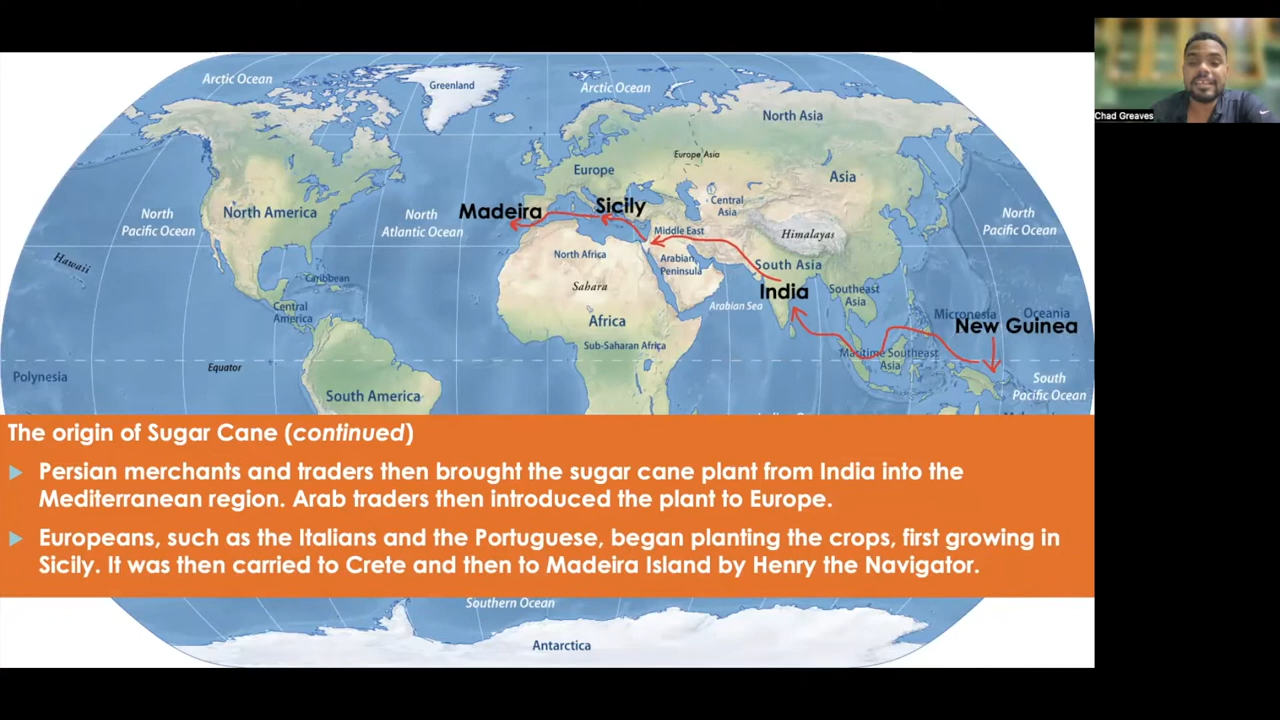 Arctic Ocean
Greenland
Arctic Ocean
North Asia
Chad Greaves
Europe Asia
Europe
Asia
Central
Asia
North
Pacific Ocean
North America
North
Atlantic Ocean
Madeira
Sicily
Middle East
Himalayas
North
Pacific Ocean
Hawaii
North Africa
Arabian
Peninsula
South Asia
Caribbean
Sahara
India
Southeast
Asia
Central
America
Arabian Sea
Micronesia
Oceania
New Guinea
Africa
Sub-Saharan Africa
Maritime Southeast
Asia
Polynesia
Equator
South America
South
Pacific Ocean
The origin of Sugar Cane (continued)
Persian merchants and traders then brought the sugar cane plant from India into the
Mediterranean region. Arab traders then introduced the plant to Europe.
Europeans, such as the Italians and the Portuguese, began planting the crops, first growing in
Sicily. It was then carried to Crete and then to Madeira Island by Henry the Navigator.
Southern Ocean
Antarctica